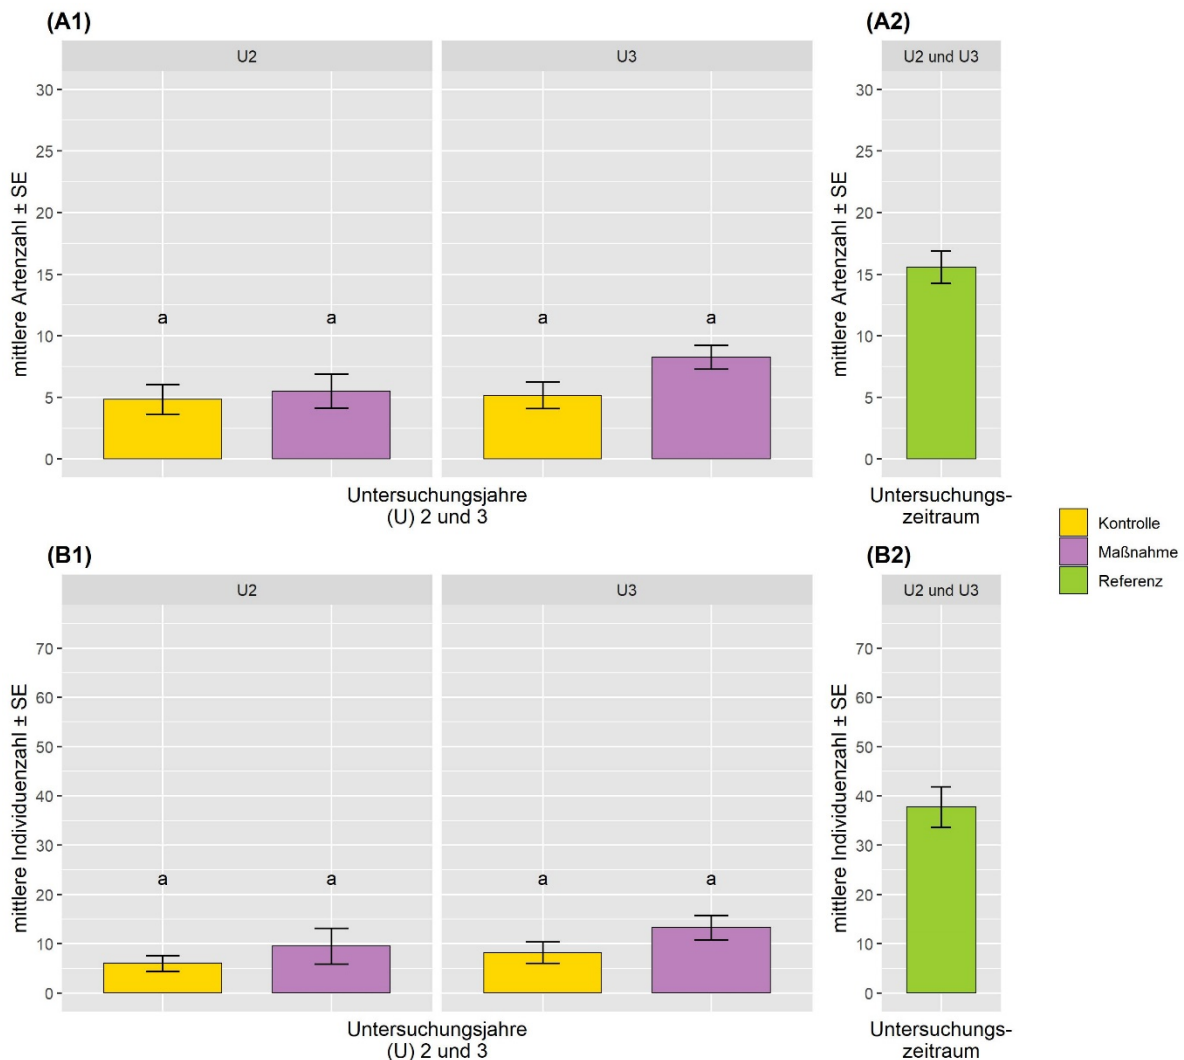 (A1)
(A2)
U2
U3
U2 und U3
mittlere Artenzahl ± SE
30
25
20
15
10
5
0
a
a
a
a
mittlere Artenzahl ± SE
30
25
20
15
10
5
0
Untersuchungsjahre
(U) 2 und 3
Untersuchungs-
zeitraum
Kontrolle
Maßnahme
Referenz
(B1)
(B2)
U2
U3
U2 und U3
mittlere Individuenzahl ± SE
70
60
50
40
30
20
10
0
a
a
a
a
mittlere Individuenzahl ± SE
70
60
50
40
30
20
10
0
Untersuchungsjahre
(U) 2 und 3
Untersuchungs-
zeitraum